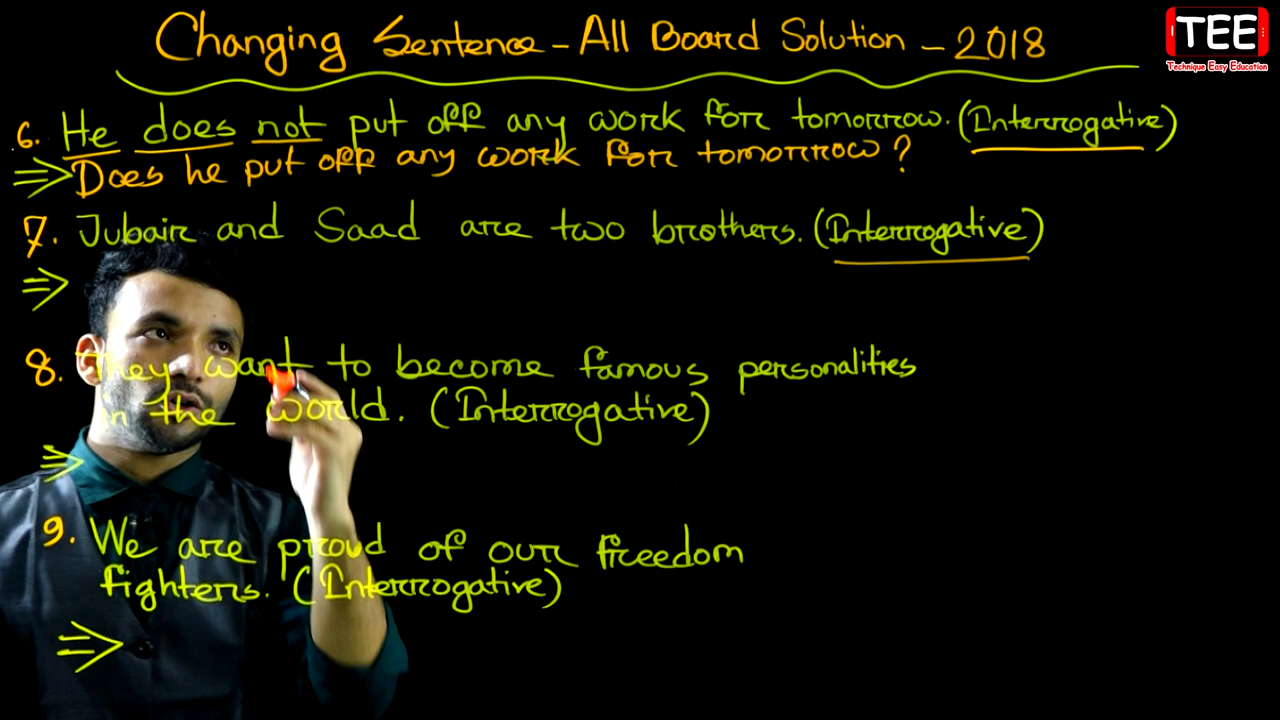 Changing Sentence - All Board Solution - 2018
TEE
Technique Easy Education
6. He does not put off any work for tomorrow. (Interrogative)
⇒ Does he put off any work for tomorrow?
7. Jubair and Saad are two brothers. (Interrogative)
⇒
8. They want to become famous personalities
in the world. (Interrogative)
⇒
9. We are proud of our freedom
fighters. (Interrogative)
⇒